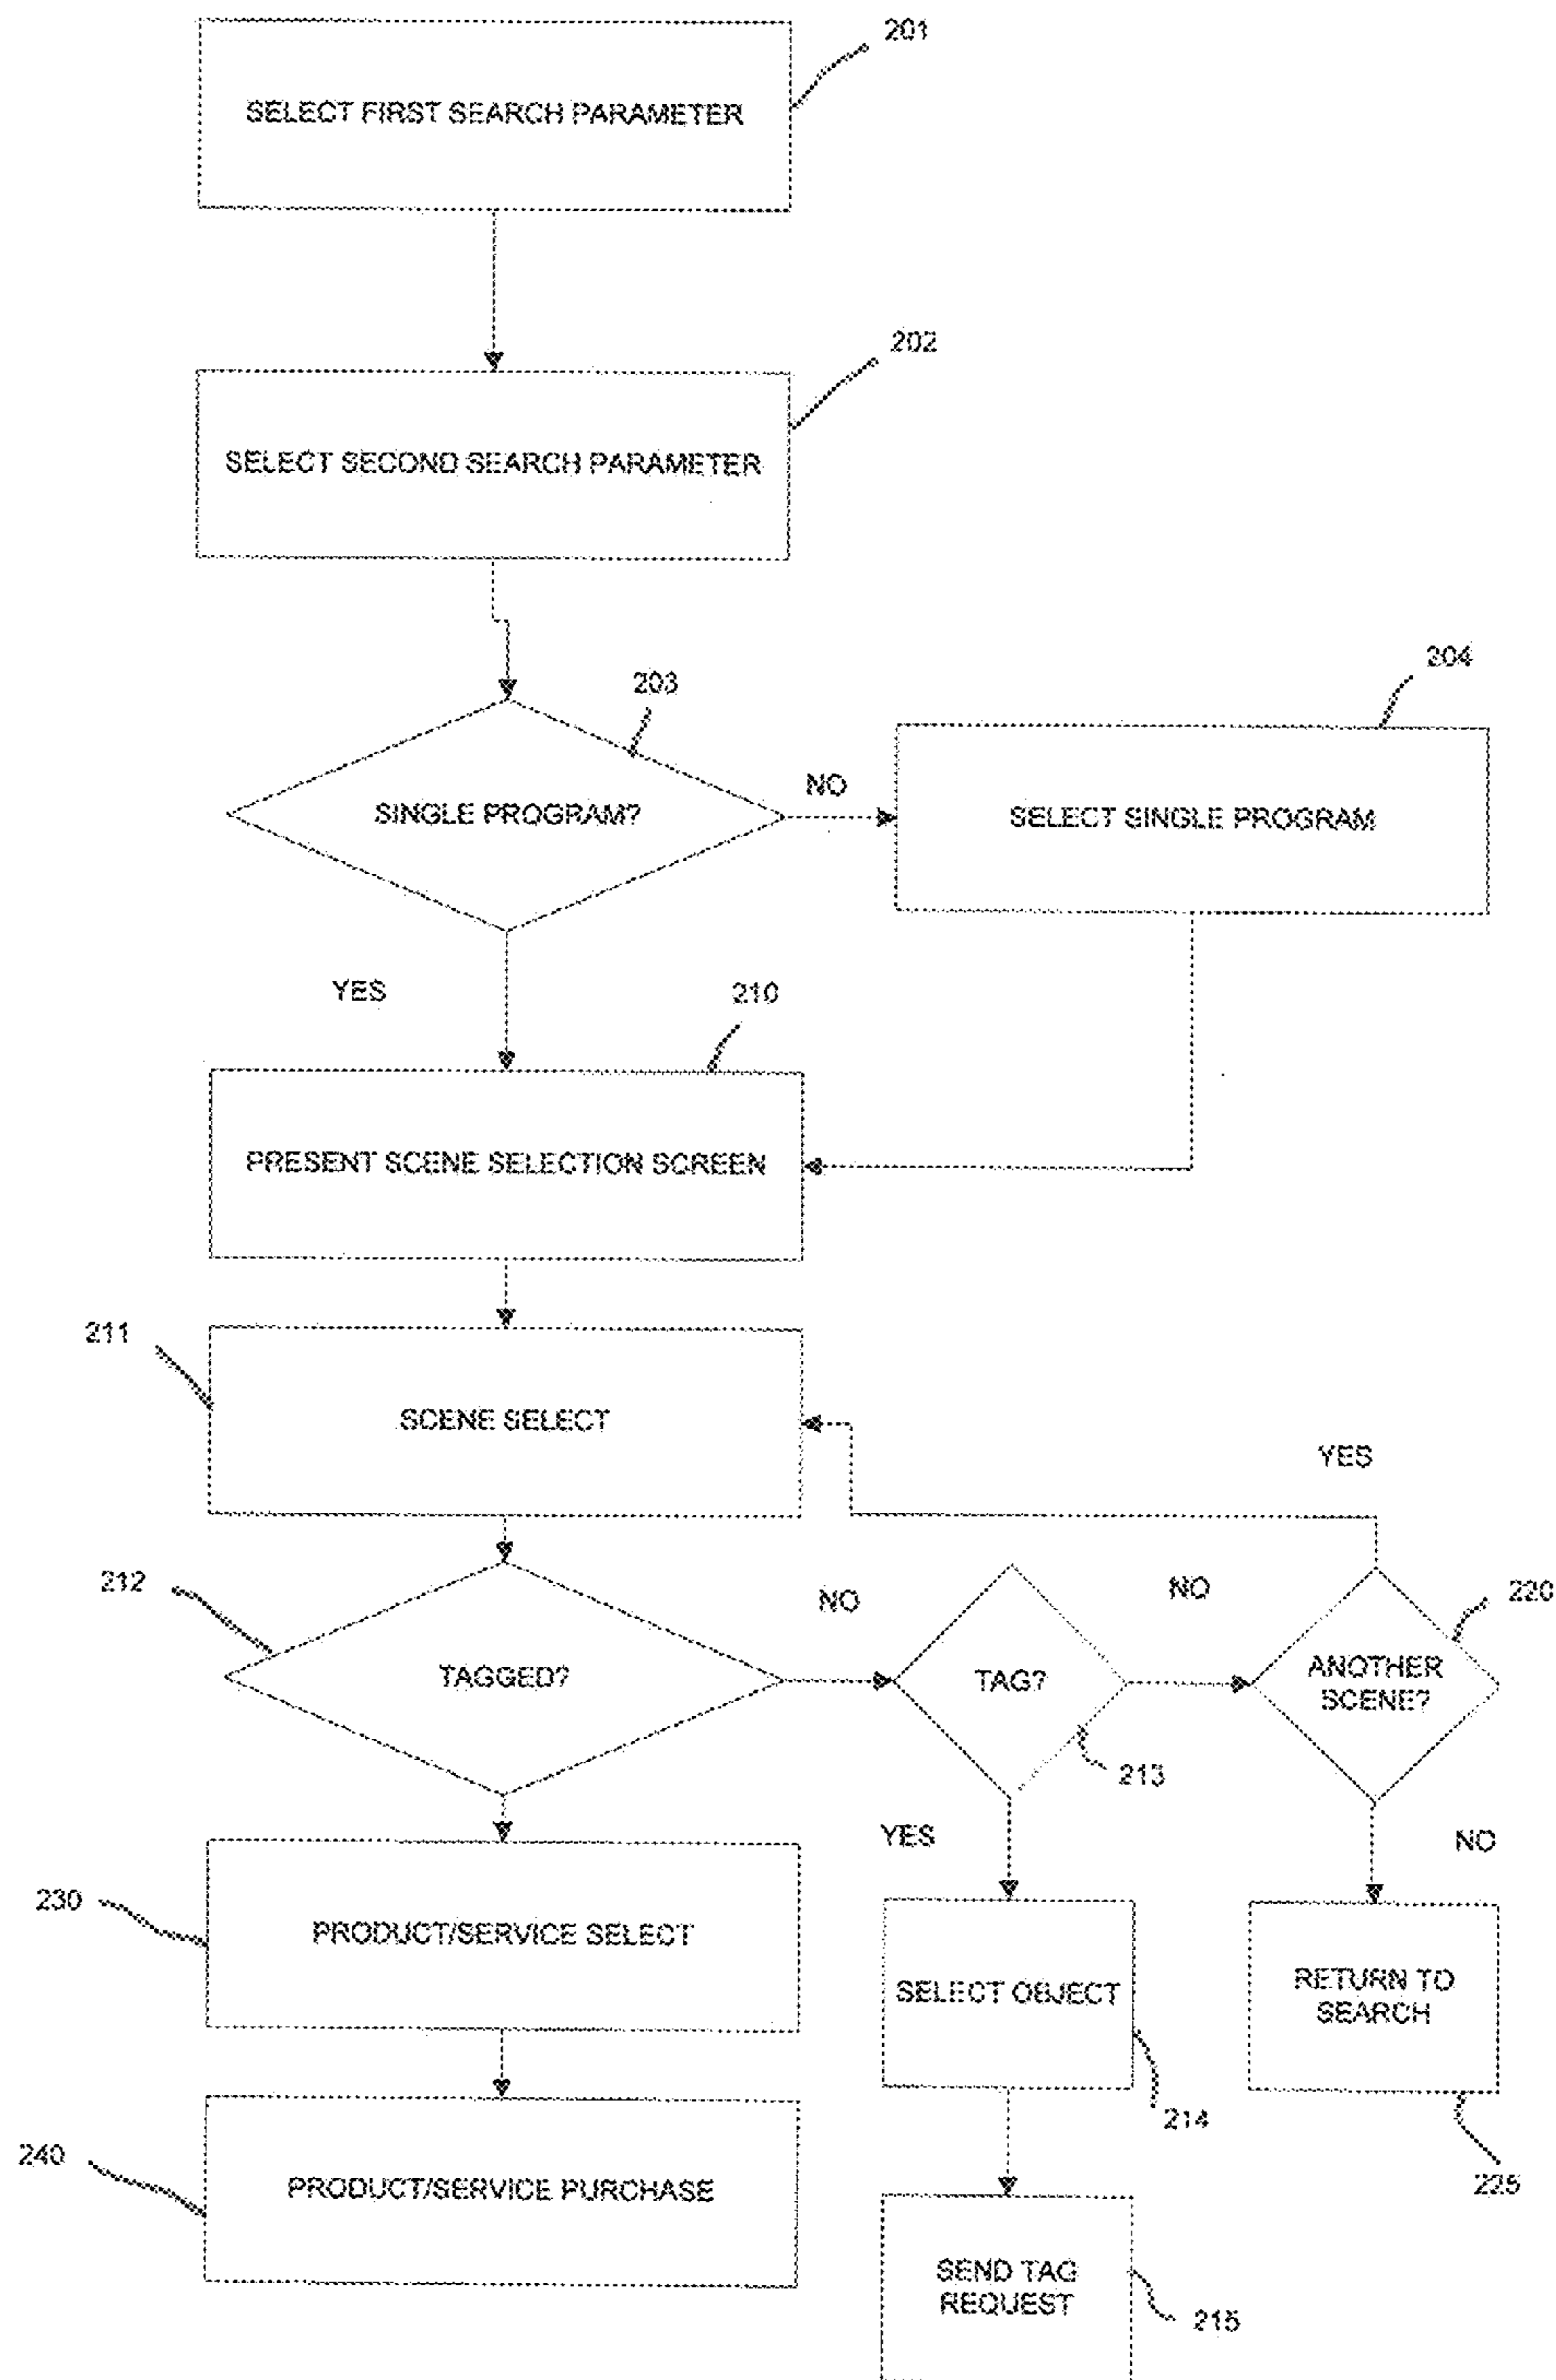 201
SELECT FIRST SEARCH PARAMETER
202
SELECT SECOND SEARCH PARAMETER
203
204
SINGLE PROGRAM?
NO
SELECT SINGLE PROGRAM
YES
210
PRESENT SCENE SELECTION SCREEN
211
SCENE SELECT
YES
212
TAGGED?
NO
TAG?
213
NO
220
ANOTHER
SCENE?
YES
NO
230
PRODUCT/SERVICE SELECT
SELECT OBJECT
214
RETURN TO
SEARCH
225
240
PRODUCT/SERVICE PURCHASE
SEND TAG
REQUEST
215